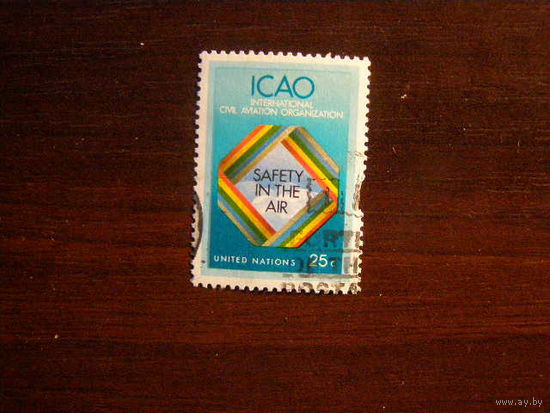 ICAO
INTERNATIONAL
CIVIL AVIATION ORGANIZATION
SAFETY
IN THE
AIR
UNITED NATIONS 25c
www.ay.by